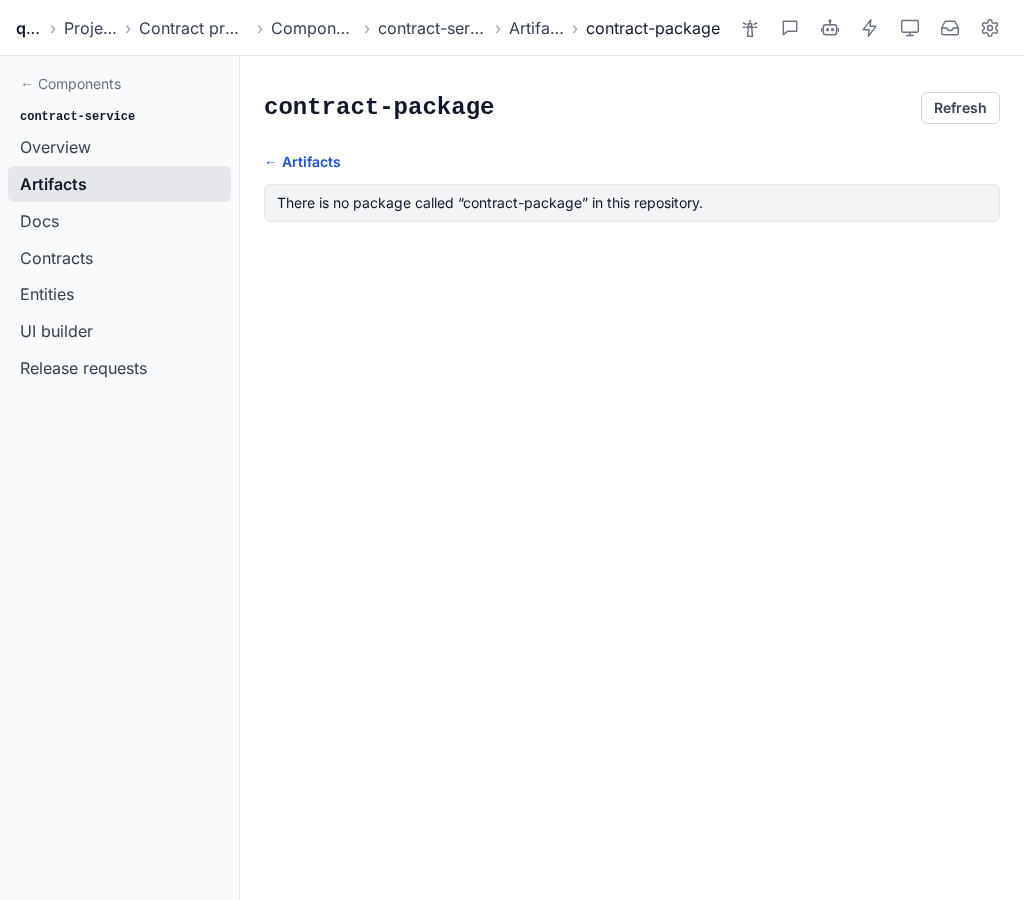 q… › Proje… › Contract pr… › Compon… › contract-ser… › Artifa… › contract-package
← Components
contract-service
Overview
Artifacts
Docs
Contracts
Entities
UI builder
Release requests
contract-package
Refresh
← Artifacts
There is no package called “contract-package” in this repository.